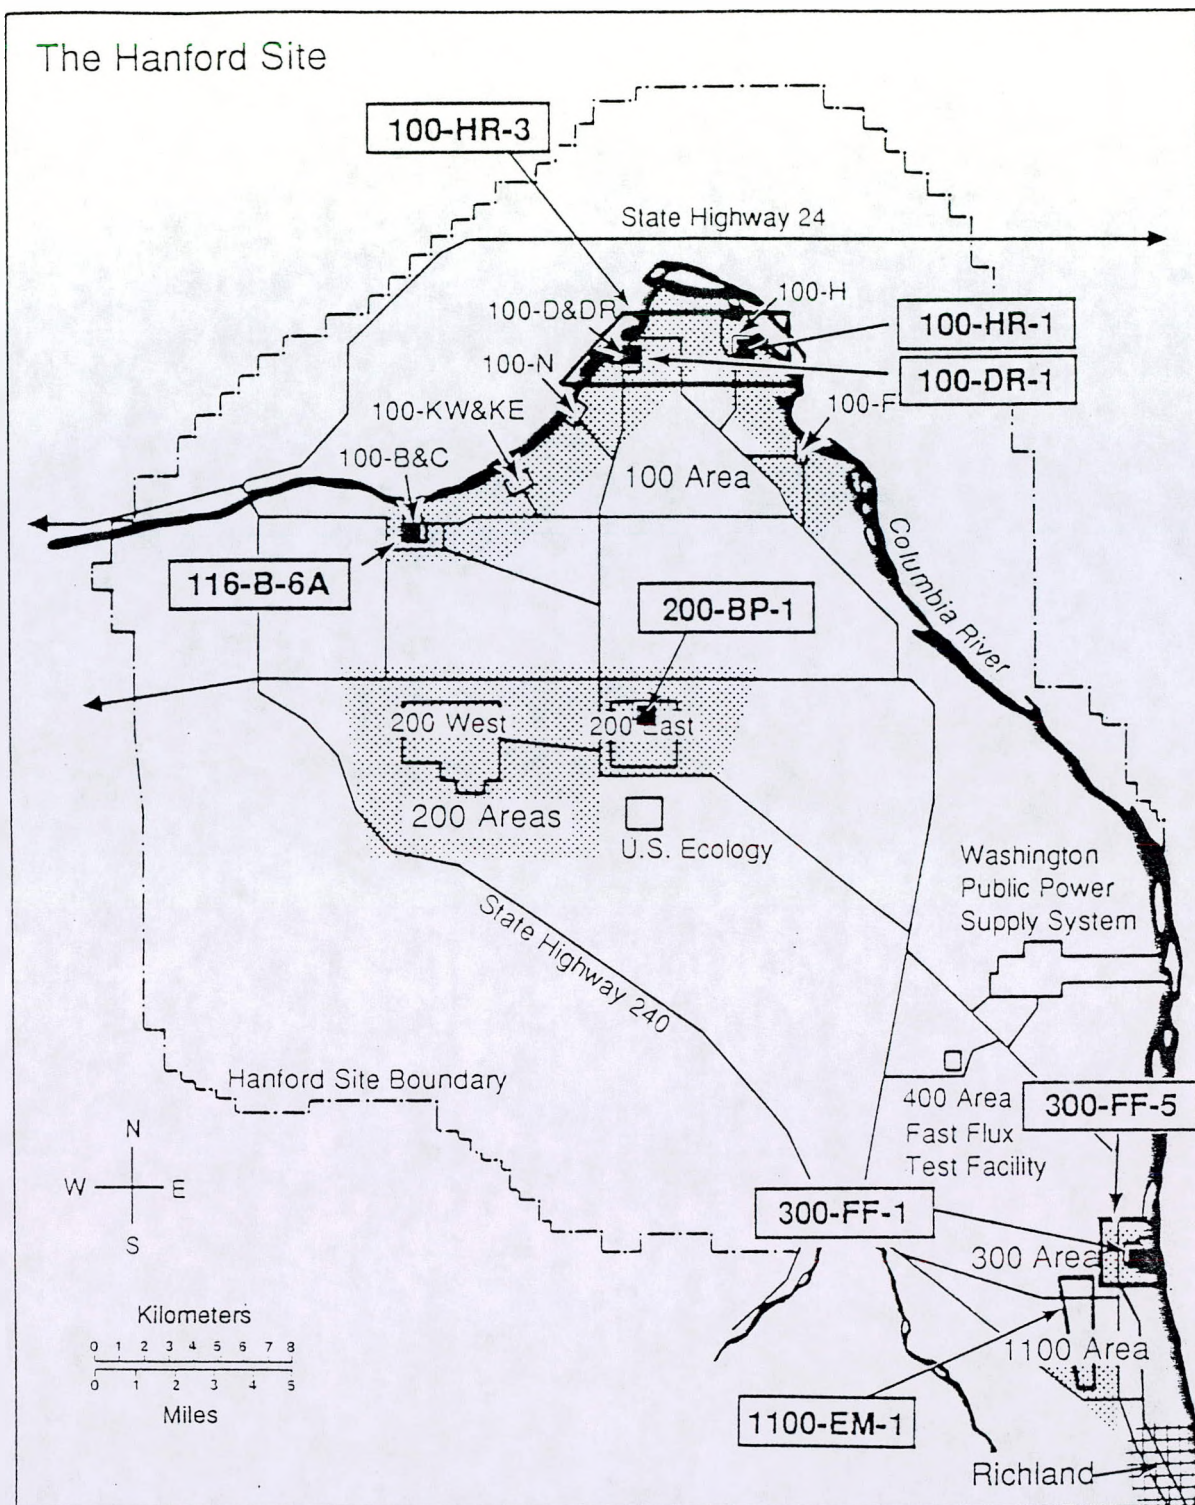 The Hanford Site
100-HR-3
State Highway 24
100-H
100-D&DR
100-HR-1
100-N
100-DR-1
100-KW&KE
100-F
100-B&C
100 Area
Columbia River
116-B-6A
200-BP-1
200 West
200 East
200 Areas
U.S. Ecology
Washington
Public Power
Supply System
State Highway 240
Hanford Site Boundary
400 Area
Fast Flux
Test Facility
300-FF-5
N
W
E
S
300-FF-1
300 Area
Kilometers
0 1 2 3 4 5 6 7 8
0 1 2 3 4 5
Miles
1100 Area
1100-EM-1
Richland